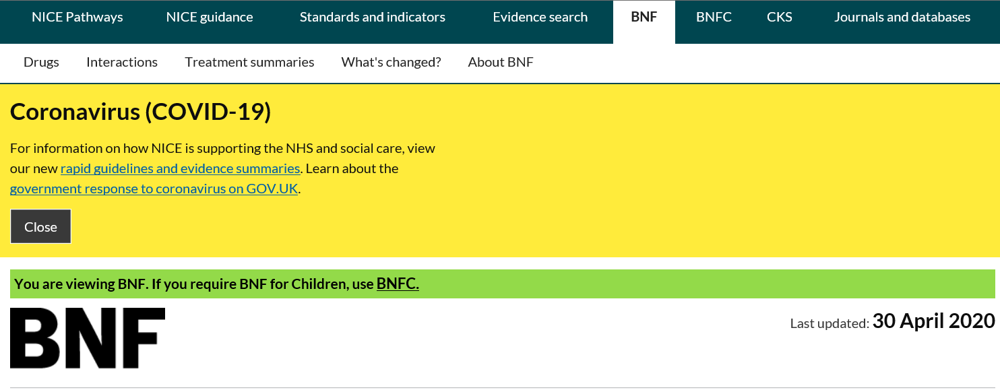 NICE Pathways NICE guidance Standards and indicators Evidence search BNF BNFC CKS Journals and databases
Drugs Interactions Treatment summaries What's changed? About BNF
Coronavirus (COVID-19)
For information on how NICE is supporting the NHS and social care, view
our new rapid guidelines and evidence summaries. Learn about the
government response to coronavirus on GOV.UK.
Close
You are viewing BNF. If you require BNF for Children, use BNFC.
BNF
Last updated: 30 April 2020